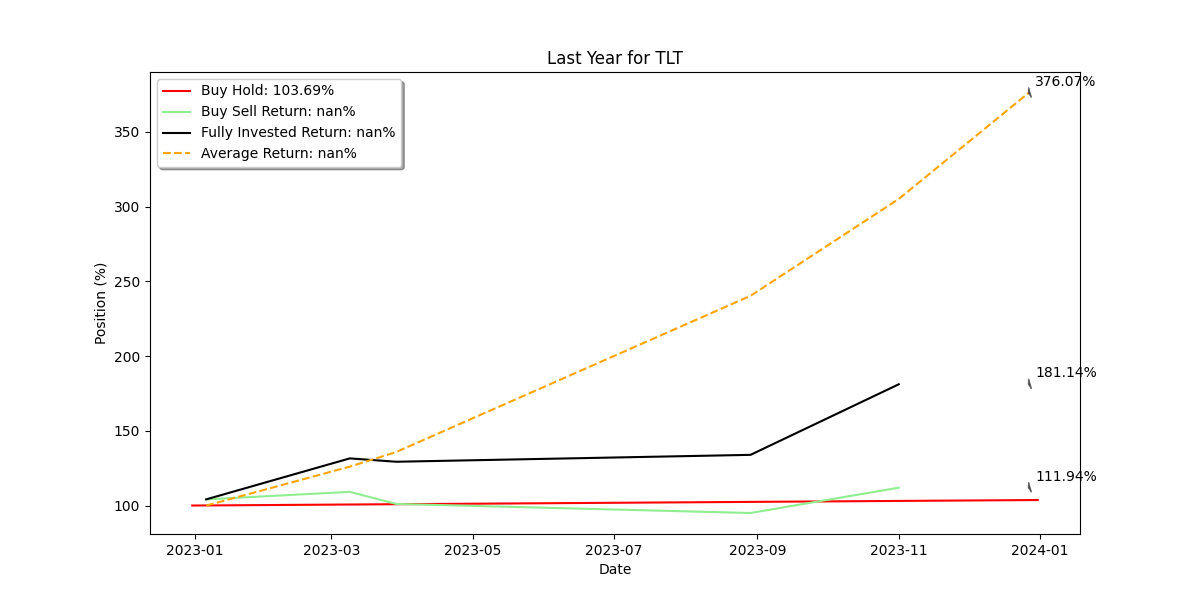 Last Year for TLT
376.07%
Buy Hold: 103.69%
Buy Sell Return: nan%
Fully Invested Return: nan%
Average Return: nan%
350
300
250
200
150
100
Position (%)
181.14%
111.94%
2023-01
2023-03
2023-05
2023-07
2023-09
2023-11
2024-01
Date